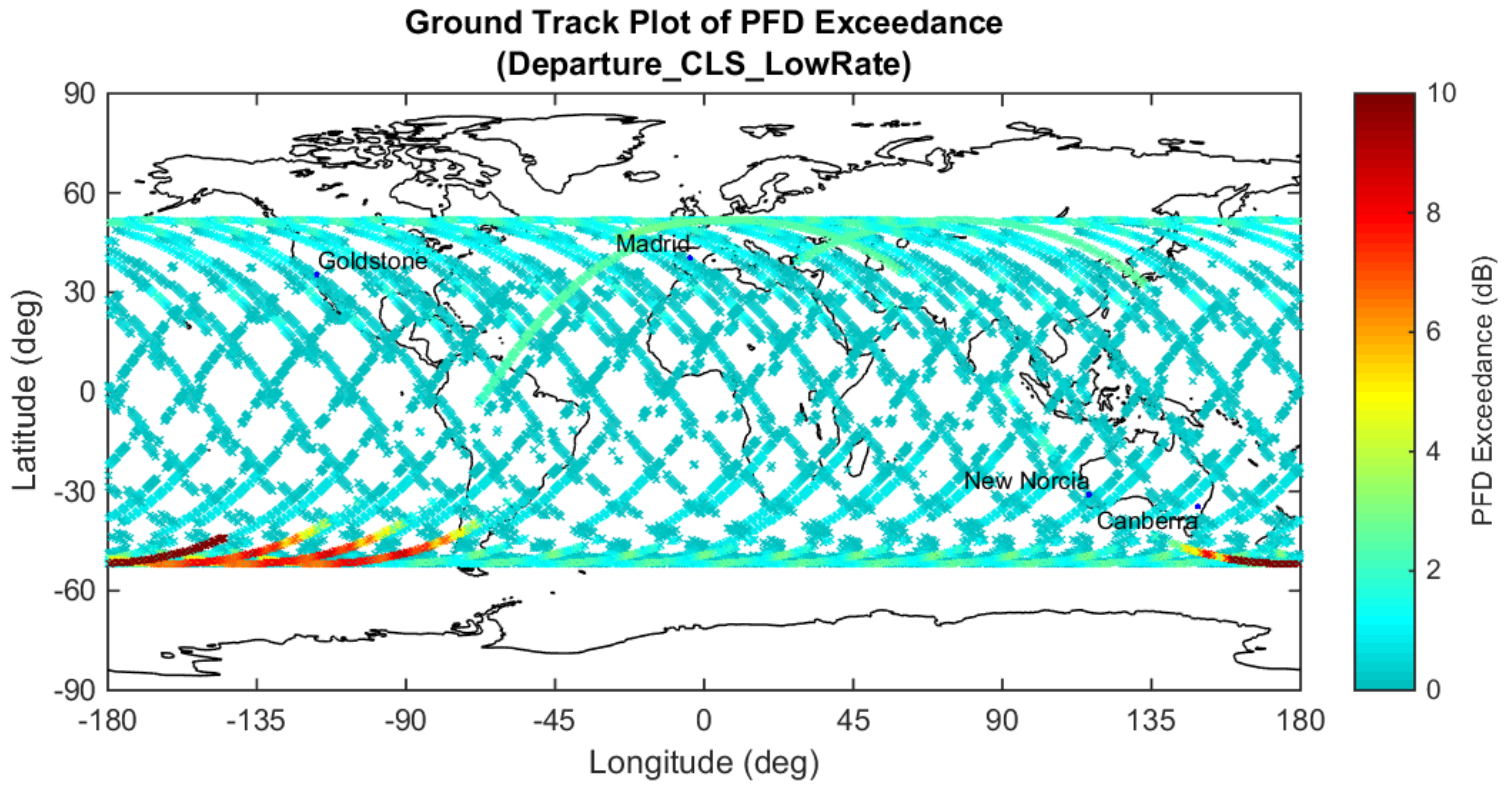 Ground Track Plot of PFD Exceedance
(Departure_CLS_LowRate)
90
60
30
0
-30
-60
-90
Latitude (deg)
Goldstone
Madrid
New Norcia
Canberra
-180 -135 -90 -45 0 45 90 135 180
Longitude (deg)
10
8
6
4
2
0
PFD Exceedance (dB)